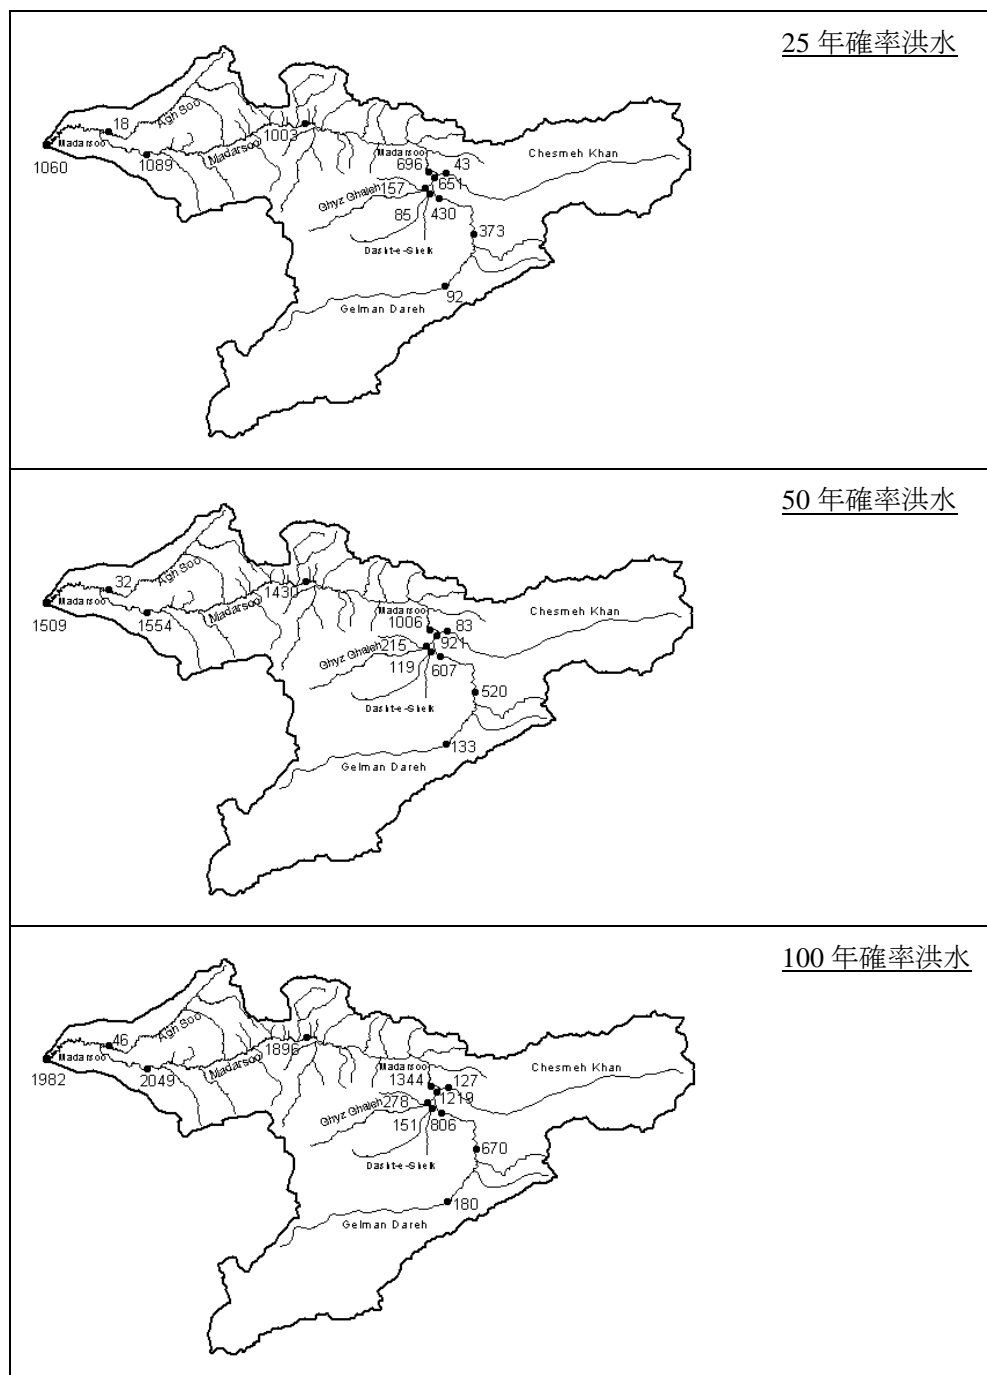 25 年確率洪水
18
Agh Soo
Madarsoo
1003
1060
1089
Madarsoo
Madarsoo
696
43
Chesmeh Khan
651
Ghyz Ghaleh
157
85
430
373
Dasht-e-Sheik
92
Gelman Dareh
50 年確率洪水
32
Agh Soo
Madarsoo
1430
1509
1554
Madarsoo
Madarsoo
1006
83
Chesmeh Khan
921
Ghyz Ghaleh
215
119
607
520
Dasht-e-Sheik
133
Gelman Dareh
100 年確率洪水
46
Agh Soo
Madarsoo
1896
1982
2049
Madarsoo
Madarsoo
1344
127
Chesmeh Khan
1219
Ghyz Ghaleh
278
151
806
670
Dasht-e-Sheik
180
Gelman Dareh